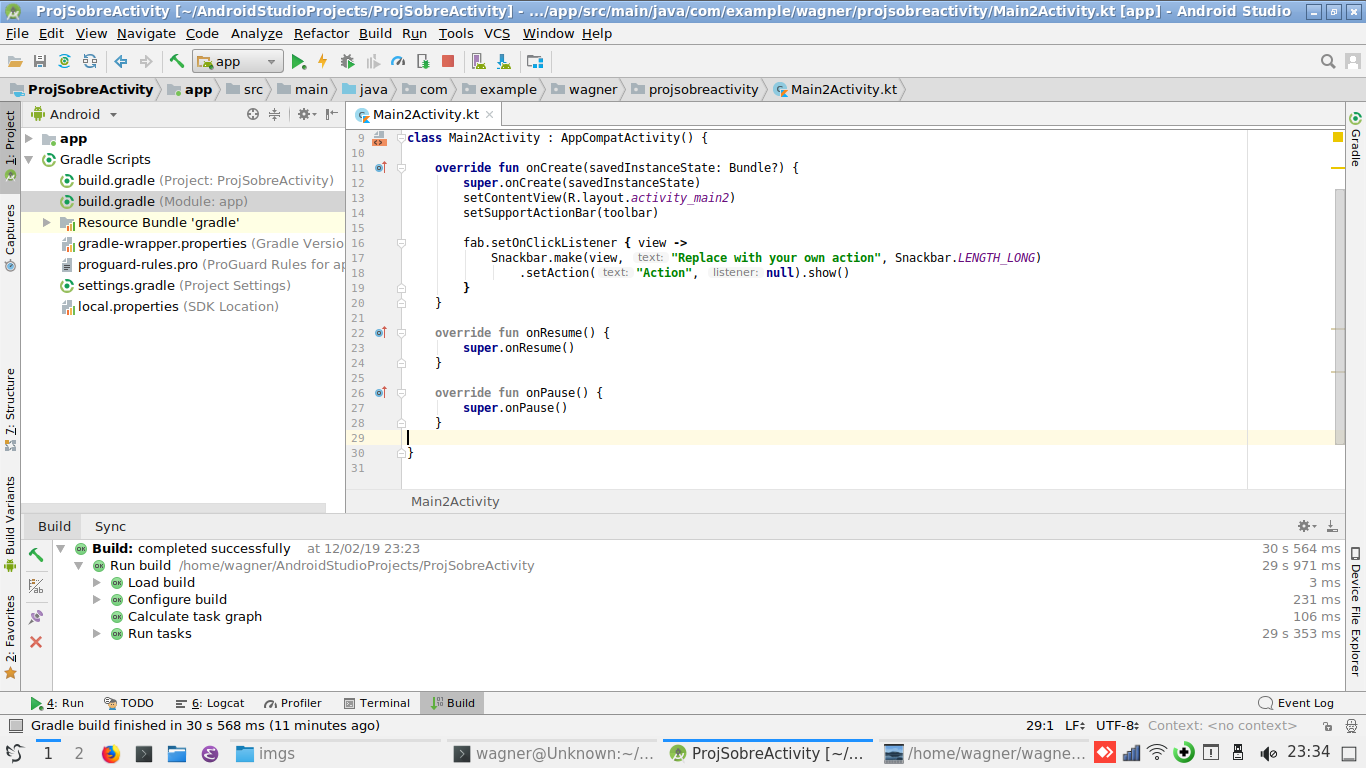 ProjSobreActivity [~/AndroidStudioProjects/ProjSobreActivity] - .../app/src/main/java/com/example/wagner/projsobreactivity/Main2Activity.kt [app] - Android Studio
File Edit View Navigate Code Analyze Refactor Build Run Tools VCS Window Help
app
ProjSobreActivity app src main java com example wagner projsobreactivity Main2Activity.kt
1: Project
Captures
7: Structure
Build Variants
2: Favorites
Android
app
Gradle Scripts
build.gradle (Project: ProjSobreActivity)
build.gradle (Module: app)
Resource Bundle 'gradle'
gradle-wrapper.properties (Gradle Versio
proguard-rules.pro (ProGuard Rules for ap
settings.gradle (Project Settings)
local.properties (SDK Location)
Main2Activity.kt
9 class Main2Activity : AppCompatActivity() {
10
11 override fun onCreate(savedInstanceState: Bundle?) {
12 super.onCreate(savedInstanceState)
13 setContentView(R.layout.activity_main2)
14 setSupportActionBar(toolbar)
15
16 fab.setOnClickListener { view ->
17 Snackbar.make(view, text: "Replace with your own action", Snackbar.LENGTH_LONG)
18 .setAction( text: "Action", listener: null).show()
19 }
20 }
21
22 override fun onResume() {
23 super.onResume()
24 }
25
26 override fun onPause() {
27 super.onPause()
28 }
29
30 }
31
Main2Activity
Gradle
Device File Explorer
Build Sync
Build: completed successfully at 12/02/19 23:23 30 s 564 ms
Run build /home/wagner/AndroidStudioProjects/ProjSobreActivity 29 s 971 ms
Load build 3 ms
Configure build 231 ms
Calculate task graph 106 ms
Run tasks 29 s 353 ms
4: Run TODO 6: Logcat Profiler Terminal Build Event Log
Gradle build finished in 30 s 568 ms (11 minutes ago) 29:1 LF UTF-8 Context: <no context>
1 2 imgs wagner@Unknown:~/... ProjSobreActivity [~/... /home/wagner/wagne... 23:34